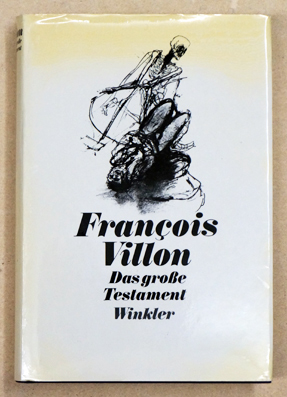 François
Villon
Das große
Testament
Winkler